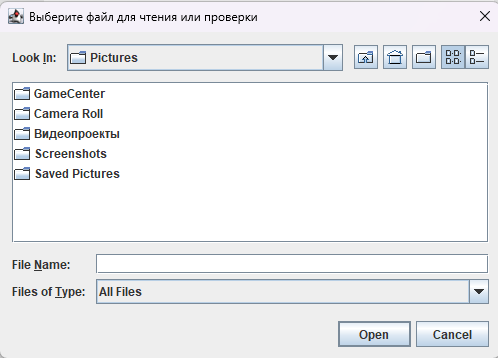 Выберите файл для чтения или проверки
Look In: Pictures
GameCenter
Camera Roll
Видеопроекты
Screenshots
Saved Pictures
File Name:
Files of Type: All Files
Open Cancel